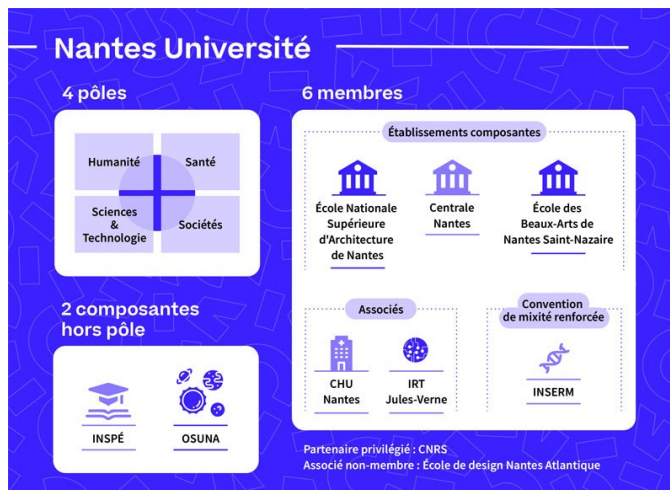 Nantes Université
4 pôles
Humanité
Santé
Sciences
&
Technologie
Sociétés
2 composantes
hors pôle
INSPÉ
OSUNA
6 membres
Établissements composantes
École Nationale
Supérieure
d'Architecture
de Nantes
Centrale
Nantes
École des
Beaux-Arts de
Nantes Saint-Nazaire
Associés
CHU
Nantes
IRT
Jules-Verne
Convention
de mixité renforcée
INSERM
Partenaire privilégié : CNRS
Associé non-membre : École de design Nantes Atlantique